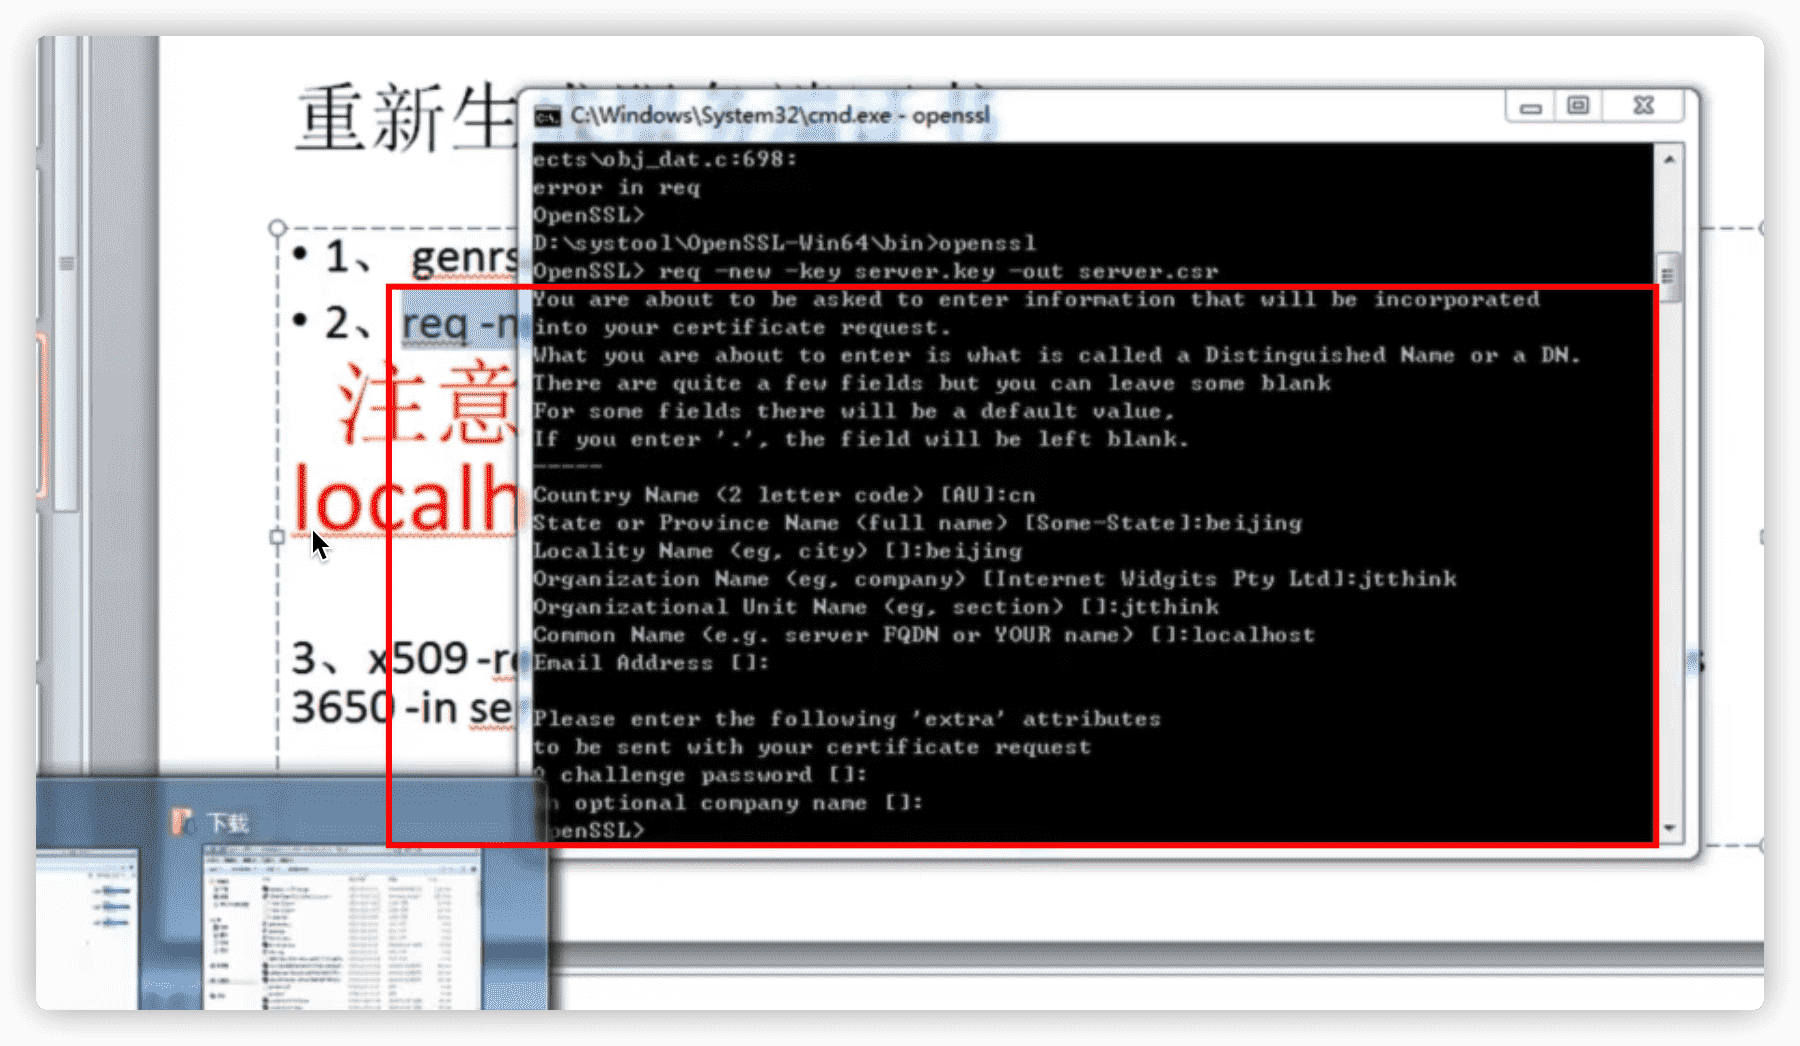 重新生
C:\Windows\System32\cmd.exe - openssl
ects\obj_dat.c:698:
error in req
OpenSSL>
D:\systool\OpenSSL-Win64\bin>openssl
OpenSSL> req -new -key server.key -out server.csr
You are about to be asked to enter information that will be incorporated
into your certificate request.
What you are about to enter is what is called a Distinguished Name or a DN.
There are quite a few fields but you can leave some blank
For some fields there will be a default value,
If you enter '.', the field will be left blank.
-----
Country Name (2 letter code) [AU]:cn
State or Province Name (full name) [Some-State]:beijing
Locality Name (eg, city) []:beijing
Organization Name (eg, company) [Internet Widgits Pty Ltd]:jtthink
Organizational Unit Name (eg, section) []:jtthink
Common Name (e.g. server FQDN or YOUR name) []:localhost
Email Address []:
Please enter the following 'extra' attributes
to be sent with your certificate request
A challenge password []:
An optional company name []:
OpenSSL>
• 1、 genrs
• 2、 req -n
注意
localh
3、x509 -re
3650 -in se
下载